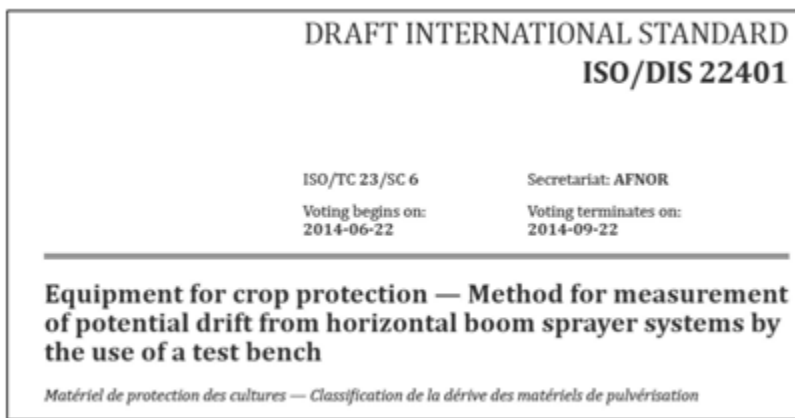 DRAFT INTERNATIONAL STANDARD
ISO/DIS 22401
ISO/TC 23/SC 6
Secretariat: AFNOR
Voting begins on:
2014-06-22
Voting terminates on:
2014-09-22
Equipment for crop protection — Method for measurement
of potential drift from horizontal boom sprayer systems by
the use of a test bench
Matériel de protection des cultures — Classification de la dérive des matériels de pulvérisation